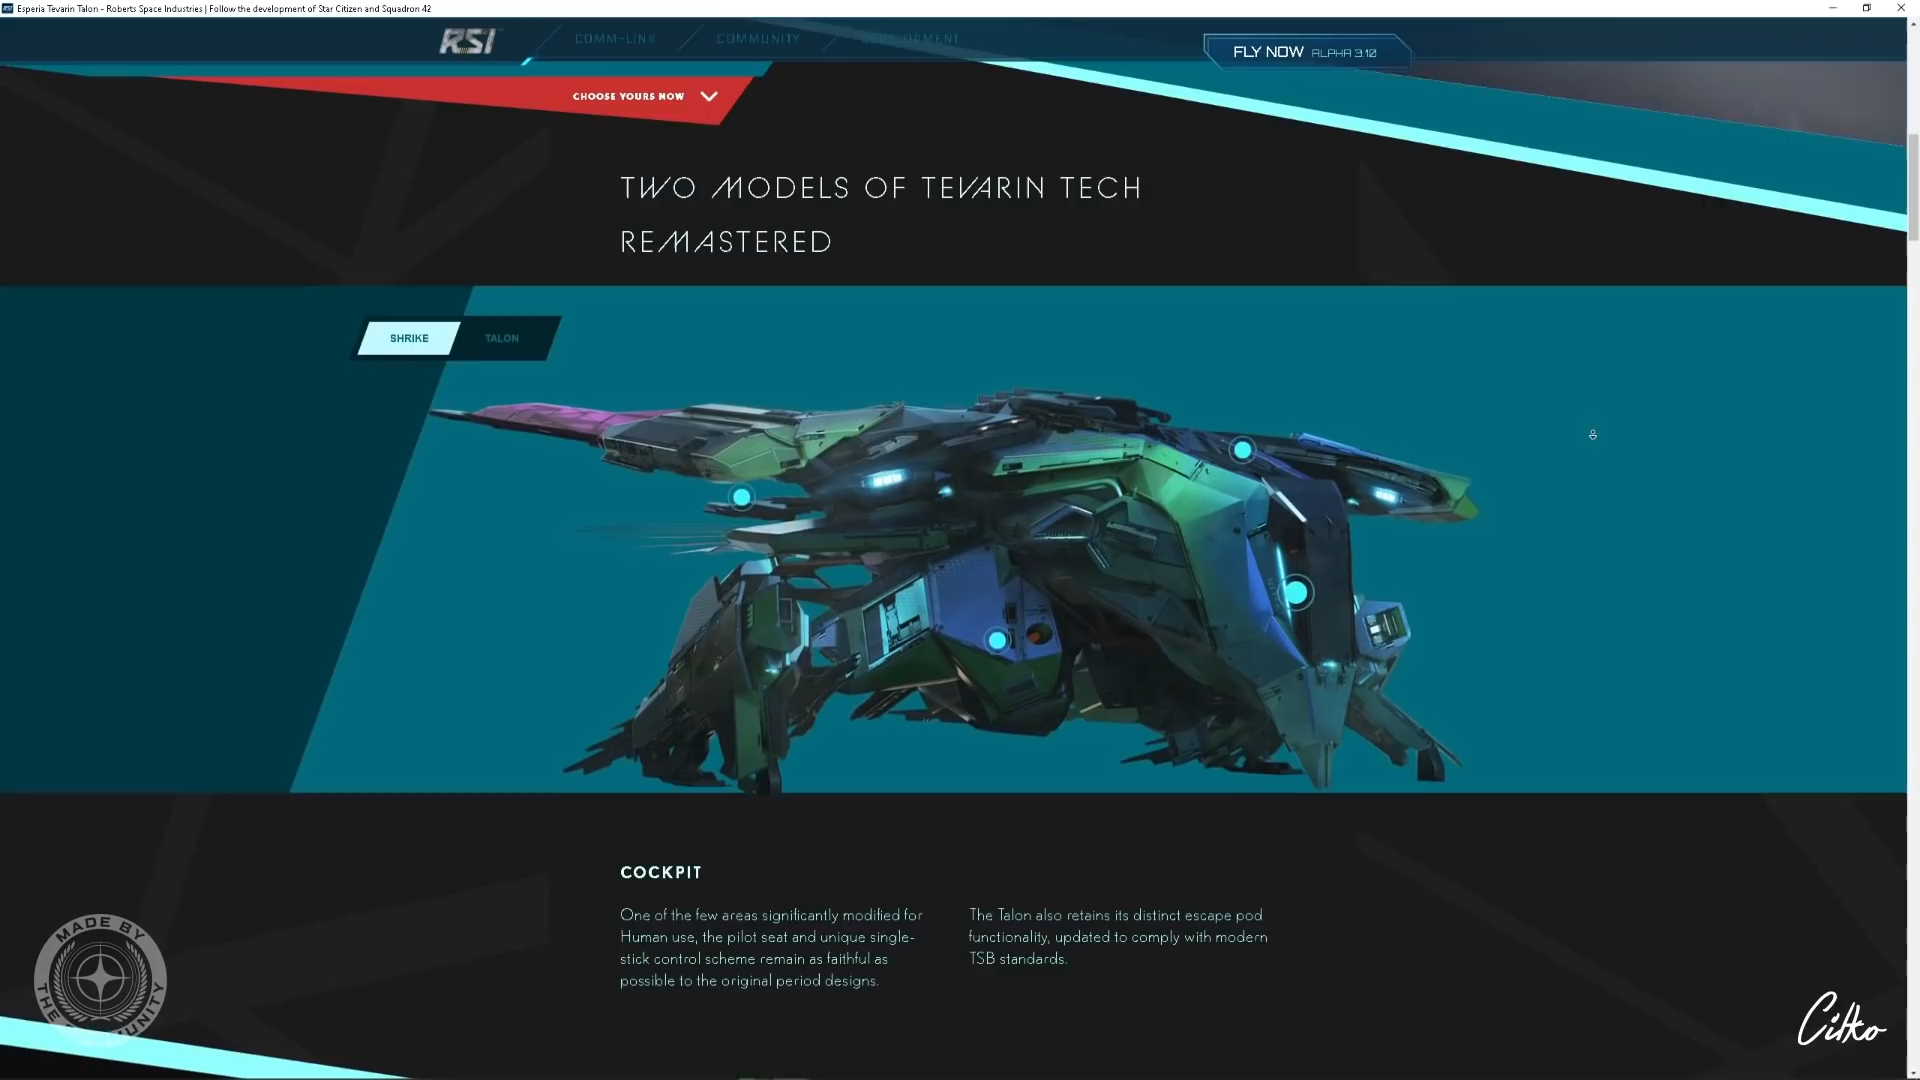 Esperia Tevarin Talon - Roberts Space Industries | Follow the development of Star Citizen and Squadron 42
RSI
COMM-LINK
COMMUNITY
FLY NOW ALPHA 3.10
CHOOSE YOURS NOW
TWO MODELS OF TEVARIN TECH
REMASTERED
SHRIKE
TALON
COCKPIT
One of the few areas significantly modified for
Human use, the pilot seat and unique single-
stick control scheme remain as faithful as
possible to the original period designs.
The Talon also retains its distinct escape pod
functionality, updated to comply with modern
TSB standards.
MADE BY
THE COMMUNITY